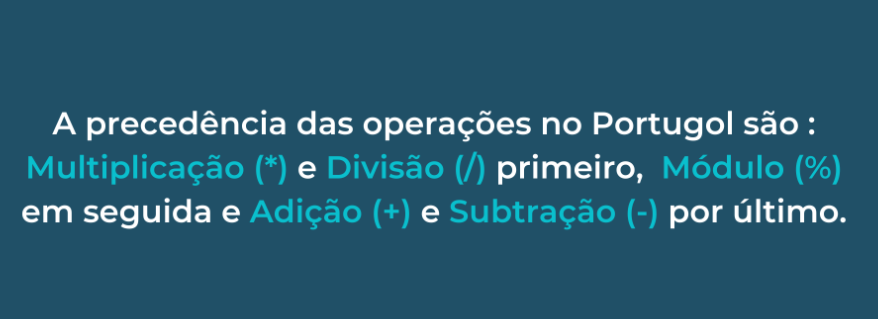 A precedência das operações no Portugol são :
Multiplicação (*) e Divisão (/) primeiro, Módulo (%)
em seguida e Adição (+) e Subtração (-) por último.